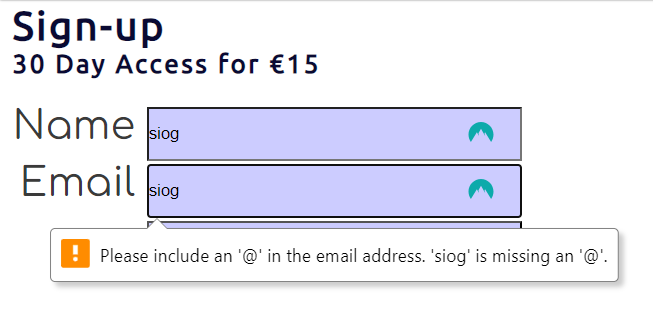 Sign-up
30 Day Access for €15
Name
siog
Email
siog
Please include an '@' in the email address. 'siog' is missing an '@'.